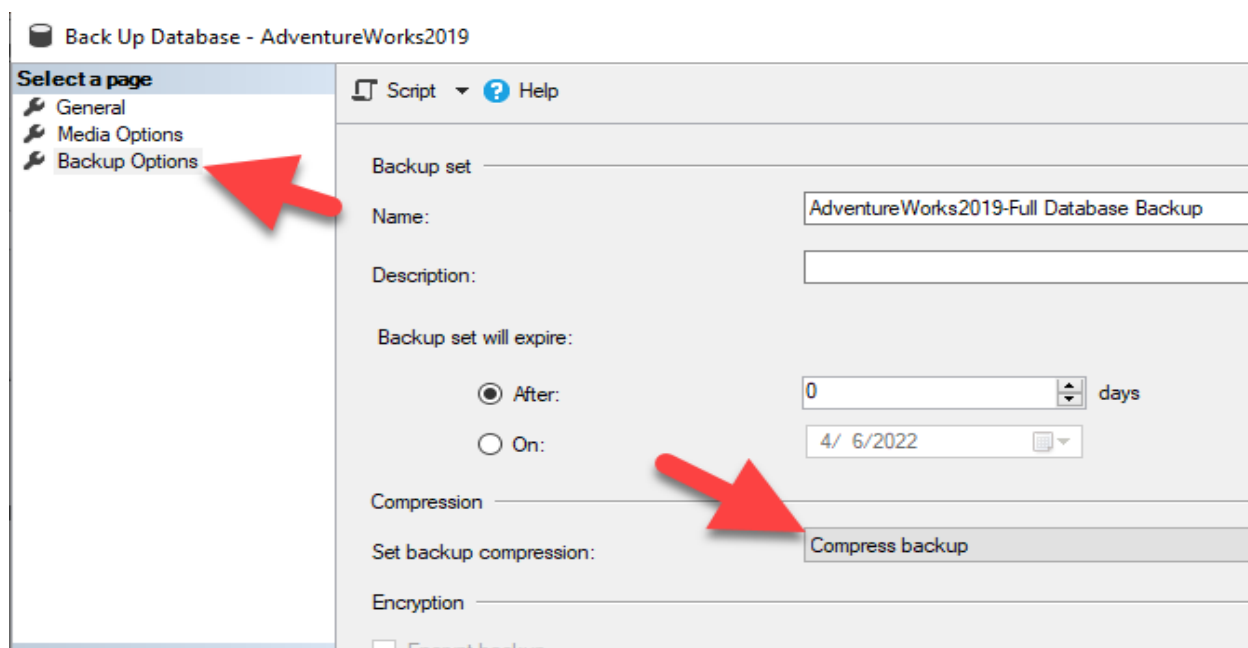 Back Up Database - AdventureWorks2019
Select a page
General
Media Options
Backup Options
Script
Help
Backup set
Name:
AdventureWorks2019-Full Database Backup
Description:
Backup set will expire:
After:
0
days
On:
4/ 6/2022
Compression
Set backup compression:
Compress backup
Encryption